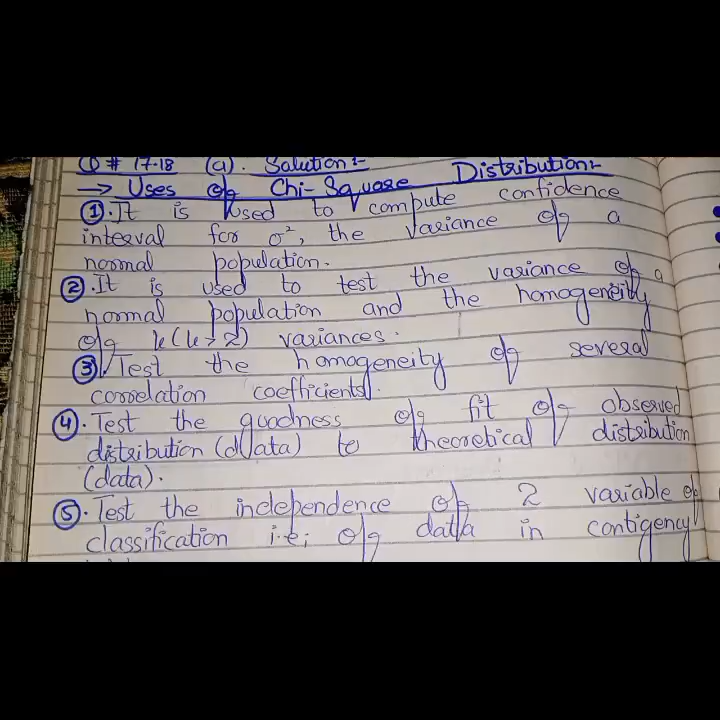 Q # 17.18 (a). Solution:-
→ Uses of Chi-Square Distribution:-
①. It is used to compute confidence
interval for σ², the variance of a
normal population.
②. It is used to test the variance of a
normal population and the homogeneity
of k(k>2) variances.
③. Test the homogeneity of several
correlation coefficients.
④. Test the goodness of fit of observed
distribution (data) to theoretical distribution
(data).
⑤. Test the independence of 2 variable of
classification i.e; of data in contigency